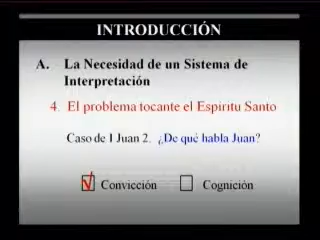 INTRODUCCIÓN
A. La Necesidad de un Sistema de
Interpretación
4. El problema tocante el Espíritu Santo
Caso de I Juan 2. ¿De qué habla Juan?
√ Convicción Cognición